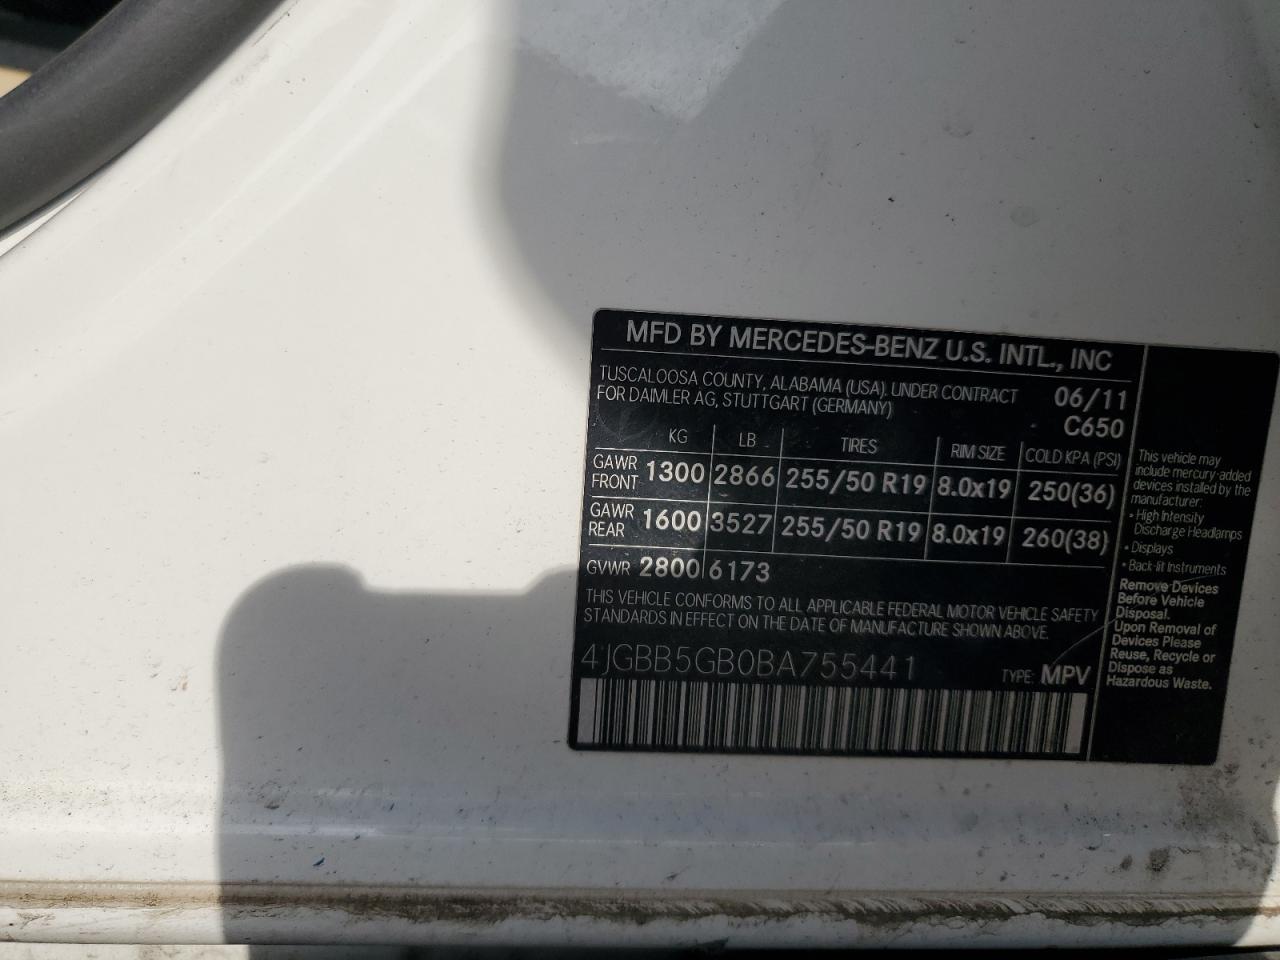 MFD BY MERCEDES-BENZ U.S. INTL., INC
TUSCALOOSA COUNTY, ALABAMA (USA), UNDER CONTRACT
FOR DAIMLER AG, STUTTGART (GERMANY)
06/11
C650
KG LB TIRES RIM SIZE COLD KPA (PSI)
GAWR
FRONT 1300 2866 255/50 R19 8.0x19 250(36)
GAWR
REAR 1600 3527 255/50 R19 8.0x19 260(38)
GVWR 2800 6173
THIS VEHICLE CONFORMS TO ALL APPLICABLE FEDERAL MOTOR VEHICLE SAFETY
STANDARDS IN EFFECT ON THE DATE OF MANUFACTURE SHOWN ABOVE.
4JGBB5GB0BA755441
TYPE: MPV
This vehicle may
include mercury-added
devices installed by the
manufacturer:
• High Intensity
Discharge Headlamps
• Displays
• Back-lit Instruments
Remove Devices
Before Vehicle
Disposal.
Upon Removal of
Devices Please
Reuse, Recycle or
Dispose as
Hazardous Waste.